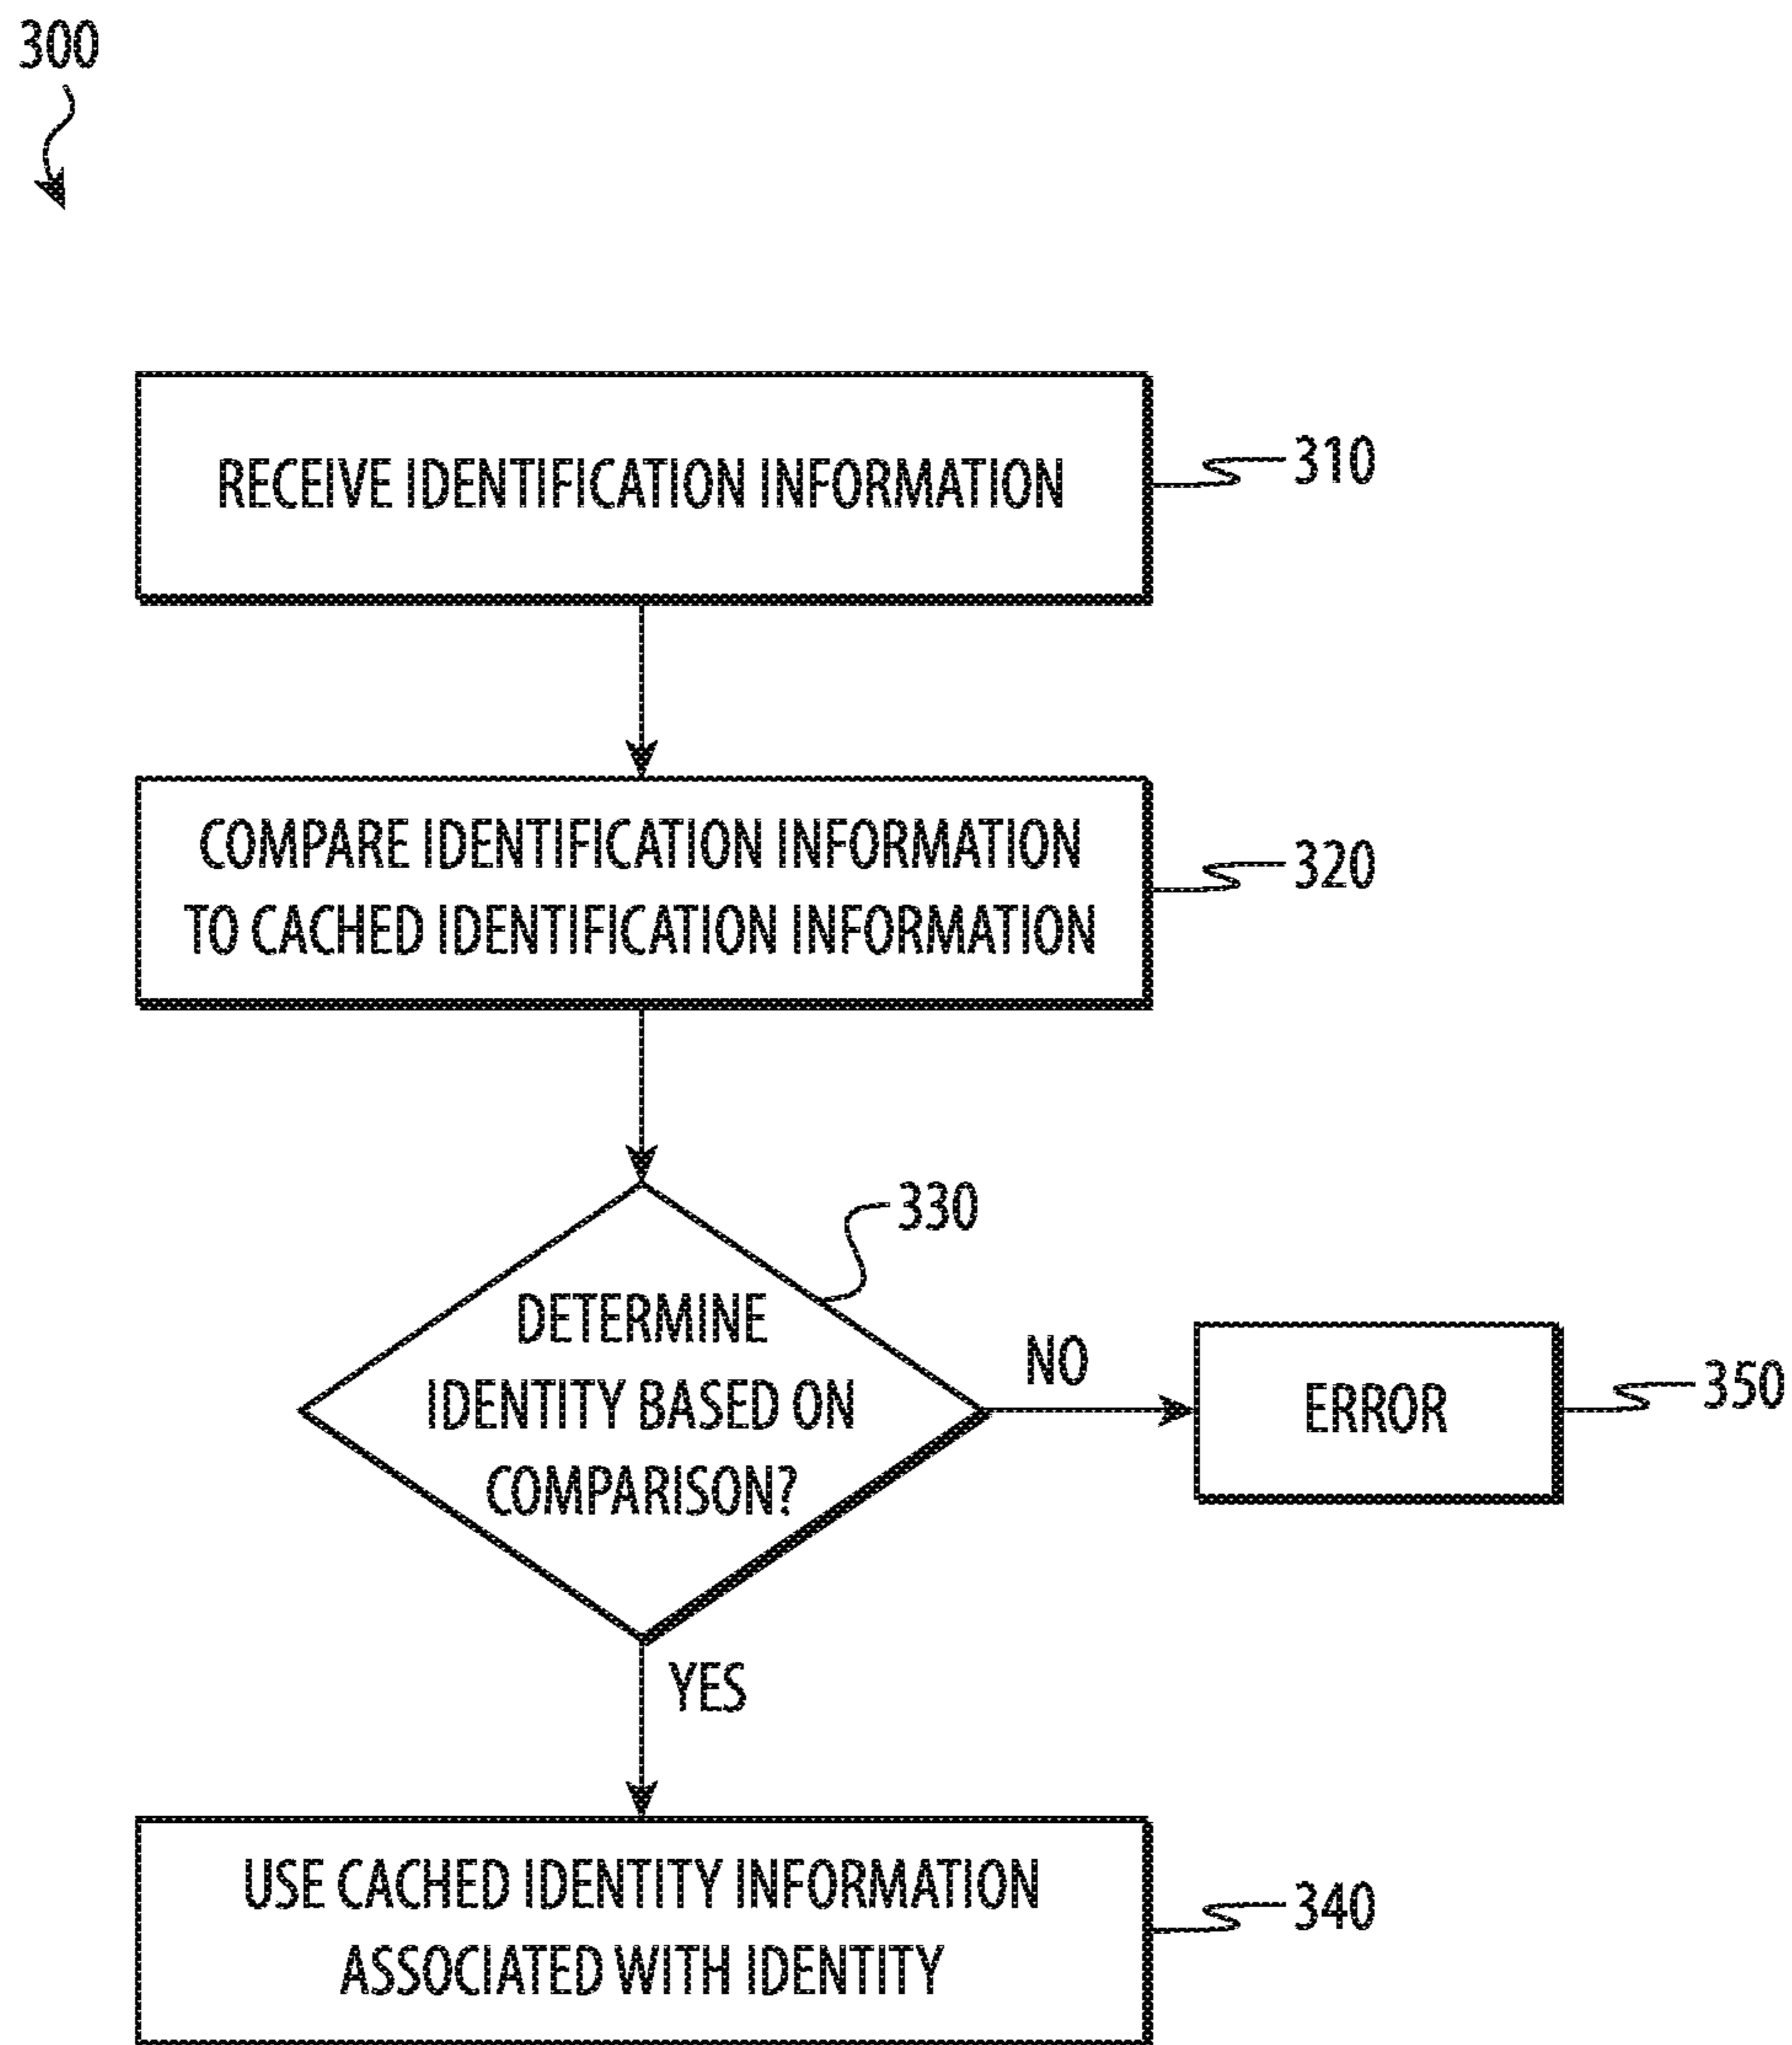 300
RECEIVE IDENTIFICATION INFORMATION
310
COMPARE IDENTIFICATION INFORMATION
TO CACHED IDENTIFICATION INFORMATION
320
330
DETERMINE
IDENTITY BASED ON
COMPARISON?
NO
ERROR
350
YES
USE CACHED IDENTITY INFORMATION
ASSOCIATED WITH IDENTITY
340